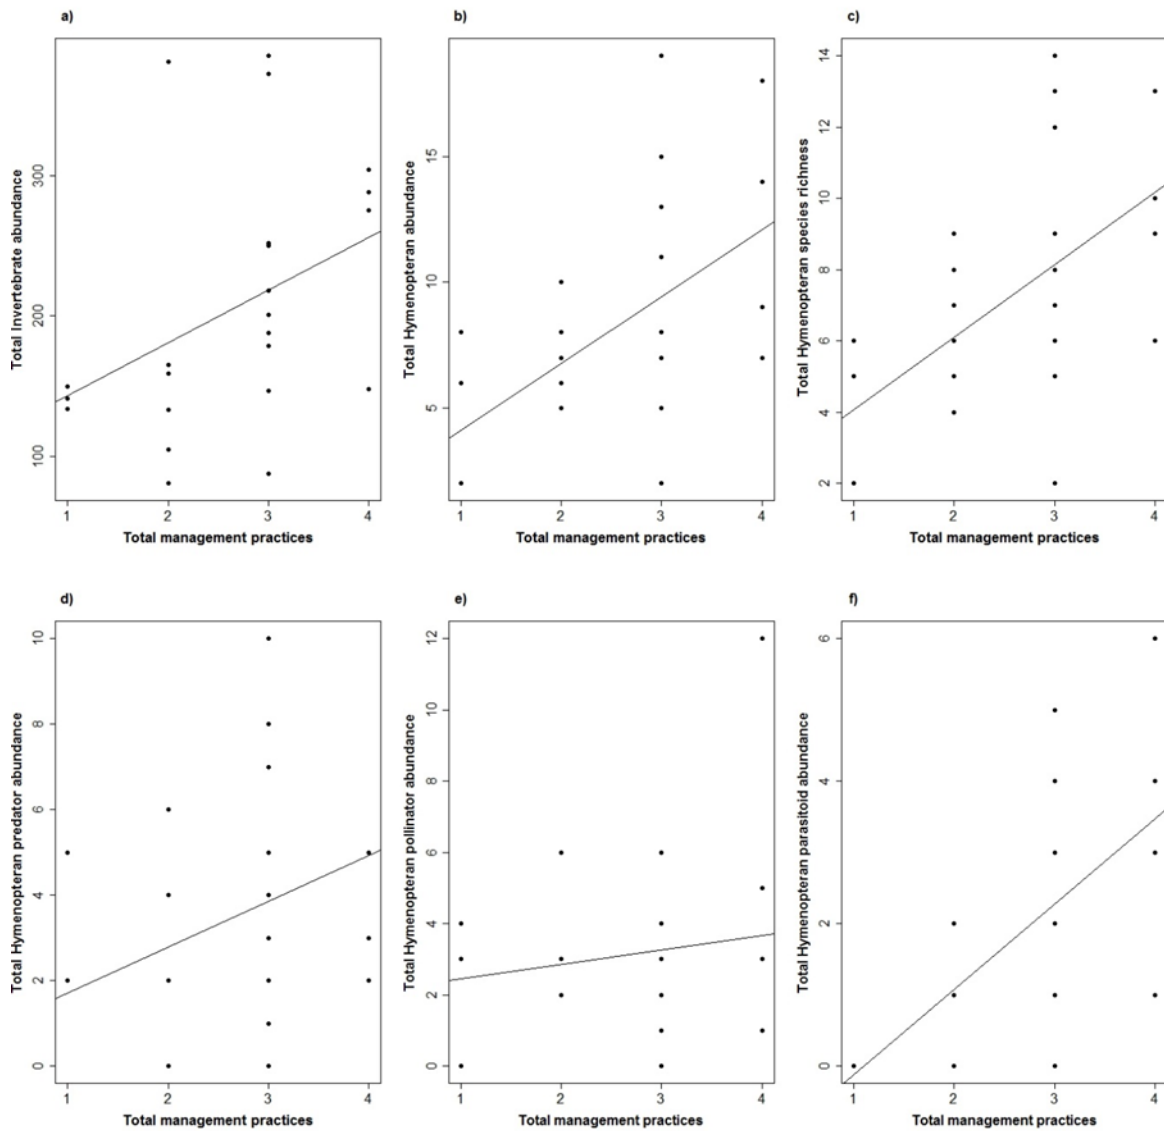 a)
Total Invertebrate abundance
300
200
100
1 2 3 4
Total management practices
b)
Total Hymenopteran abundance
15
10
5
1 2 3 4
Total management practices
c)
Total Hymenopteran species richness
14
12
10
8
6
4
2
1 2 3 4
Total management practices
d)
Total Hymenopteran predator abundance
10
8
6
4
2
0
1 2 3 4
Total management practices
e)
Total Hymenopteran pollinator abundance
12
10
8
6
4
2
0
1 2 3 4
Total management practices
f)
Total Hymenopteran parasitoid abundance
6
4
2
0
1 2 3 4
Total management practices